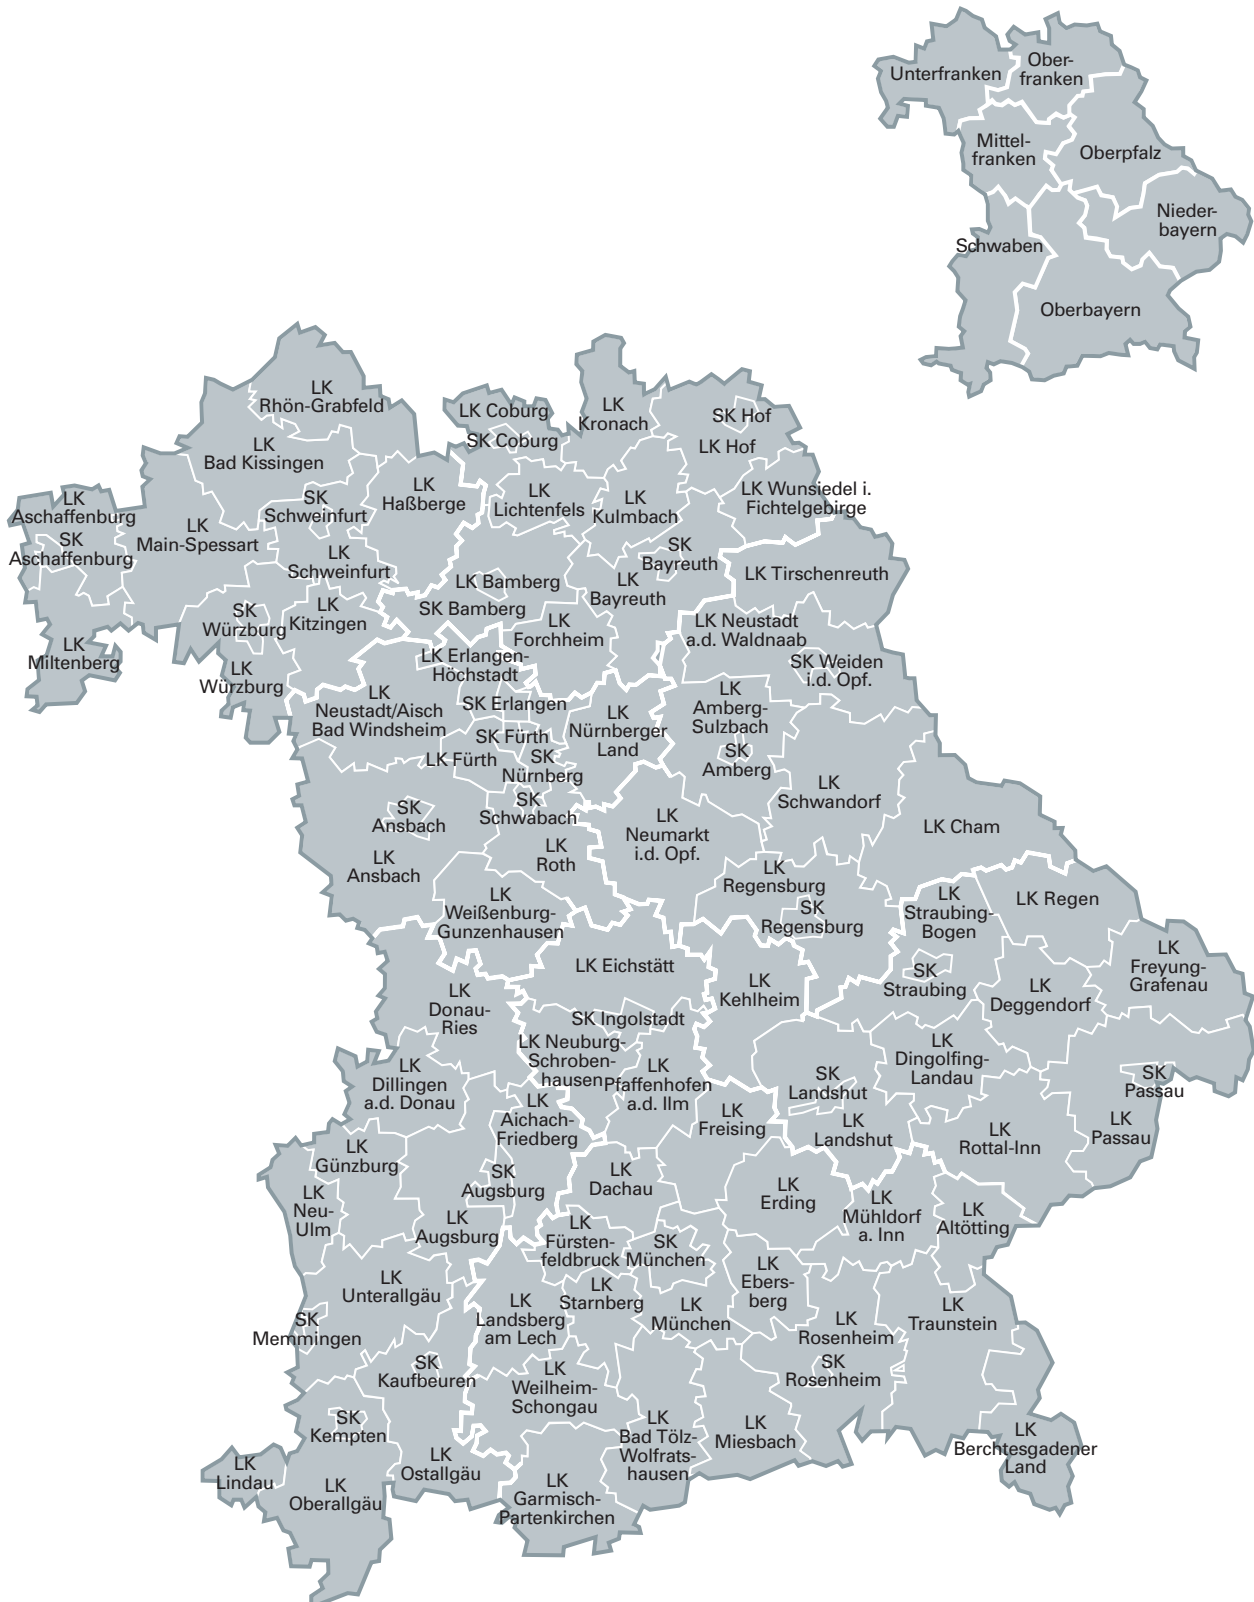 Unterfranken
Ober-
franken
Mittel-
franken
Oberpfalz
Nieder-
bayern
Schwaben
Oberbayern
LK
Rhön-Grabfeld
LK Coburg
SK Coburg
LK
Kronach
SK Hof
LK Hof
LK
Bad Kissingen
LK
Haßberge
LK
Lichtenfels
LK
Kulmbach
LK Wunsiedel i.
Fichtelgebirge
LK
Aschaffenburg
SK
Aschaffenburg
LK
Main-Spessart
SK
Schweinfurt
LK
Schweinfurt
SK
Bayreuth
LK
Bayreuth
LK Tirschenreuth
LK Bamberg
SK Bamberg
SK
Würzburg
LK
Kitzingen
LK
Forchheim
LK Neustadt
a.d. Waldnaab
LK
Miltenberg
LK
Würzburg
LK Erlangen-
Höchstadt
SK Weiden
i.d. Opf.
LK
Neustadt/Aisch
Bad Windsheim
SK Erlangen
LK
Nürnberger
Land
LK
Amberg-
Sulzbach
SK Fürth
LK Fürth
SK
Nürnberg
SK
Amberg
LK
Schwandorf
SK
Ansbach
SK
Schwabach
LK
Neumarkt
i.d. Opf.
LK Cham
LK
Ansbach
LK
Roth
LK
Regensburg
SK
Regensburg
LK
Weißenburg-
Gunzenhausen
LK
Straubing-
Bogen
LK Regen
LK Eichstätt
LK
Kehlheim
SK
Straubing
LK
Deggendorf
LK
Freyung-
Grafenau
LK
Donau-
Ries
SK Ingolstadt
LK Neuburg-
Schroben-
hausen
LK
Pfaffenhofen
a.d. Ilm
LK
Dingolfing-
Landau
LK
Dillingen
a.d. Donau
SK
Landshut
SK
Passau
LK
Aichach-
Friedberg
LK
Freising
LK
Landshut
LK
Rottal-Inn
LK
Passau
LK
Günzburg
SK
Augsburg
LK
Dachau
LK
Erding
LK
Neu-
Ulm
LK
Augsburg
LK
Mühldorf
a. Inn
LK
Altötting
LK
Fürsten-
feldbruck
SK
München
LK
Unterallgäu
LK
Starnberg
LK
Ebers-
berg
LK
Landsberg
am Lech
LK
München
LK
Rosenheim
LK
Traunstein
SK
Memmingen
SK
Kaufbeuren
LK
Weilheim-
Schongau
SK
Rosenheim
SK
Kempten
LK
Bad Tölz-
Wolfrats-
hausen
LK
Miesbach
LK
Berchtesgadener
Land
LK
Lindau
LK
Oberallgäu
LK
Ostallgäu
LK
Garmisch-
Partenkirchen